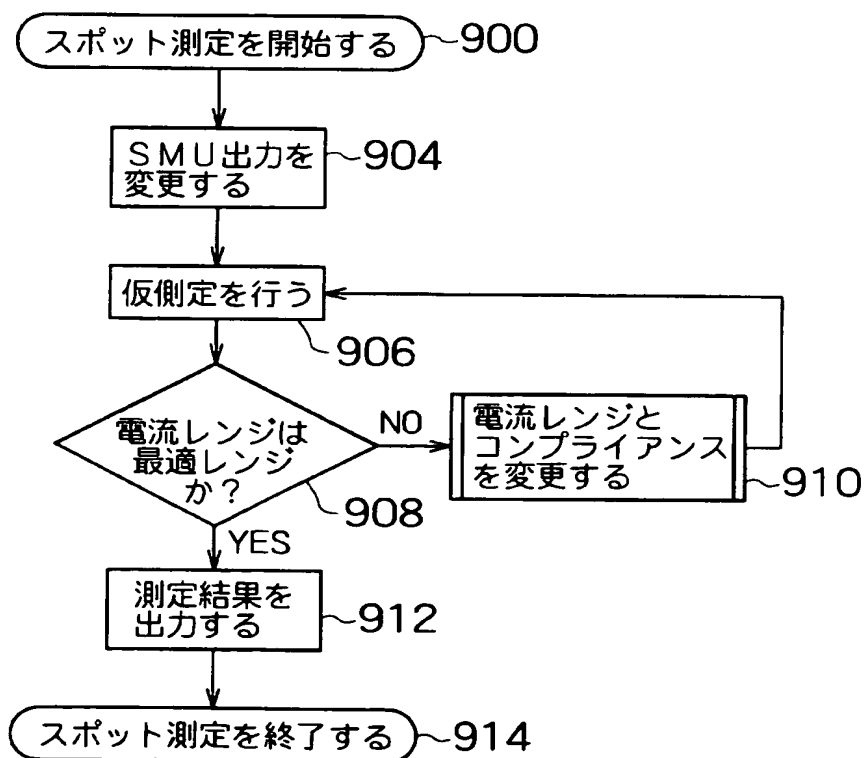 スポット測定を開始する
900
SMU出力を
変更する
904
仮側定を行う
906
電流レンジは
最適レンジ
か?
908
NO
電流レンジと
コンプライアンス
を変更する
910
YES
測定結果を
出力する
912
スポット測定を終了する
914